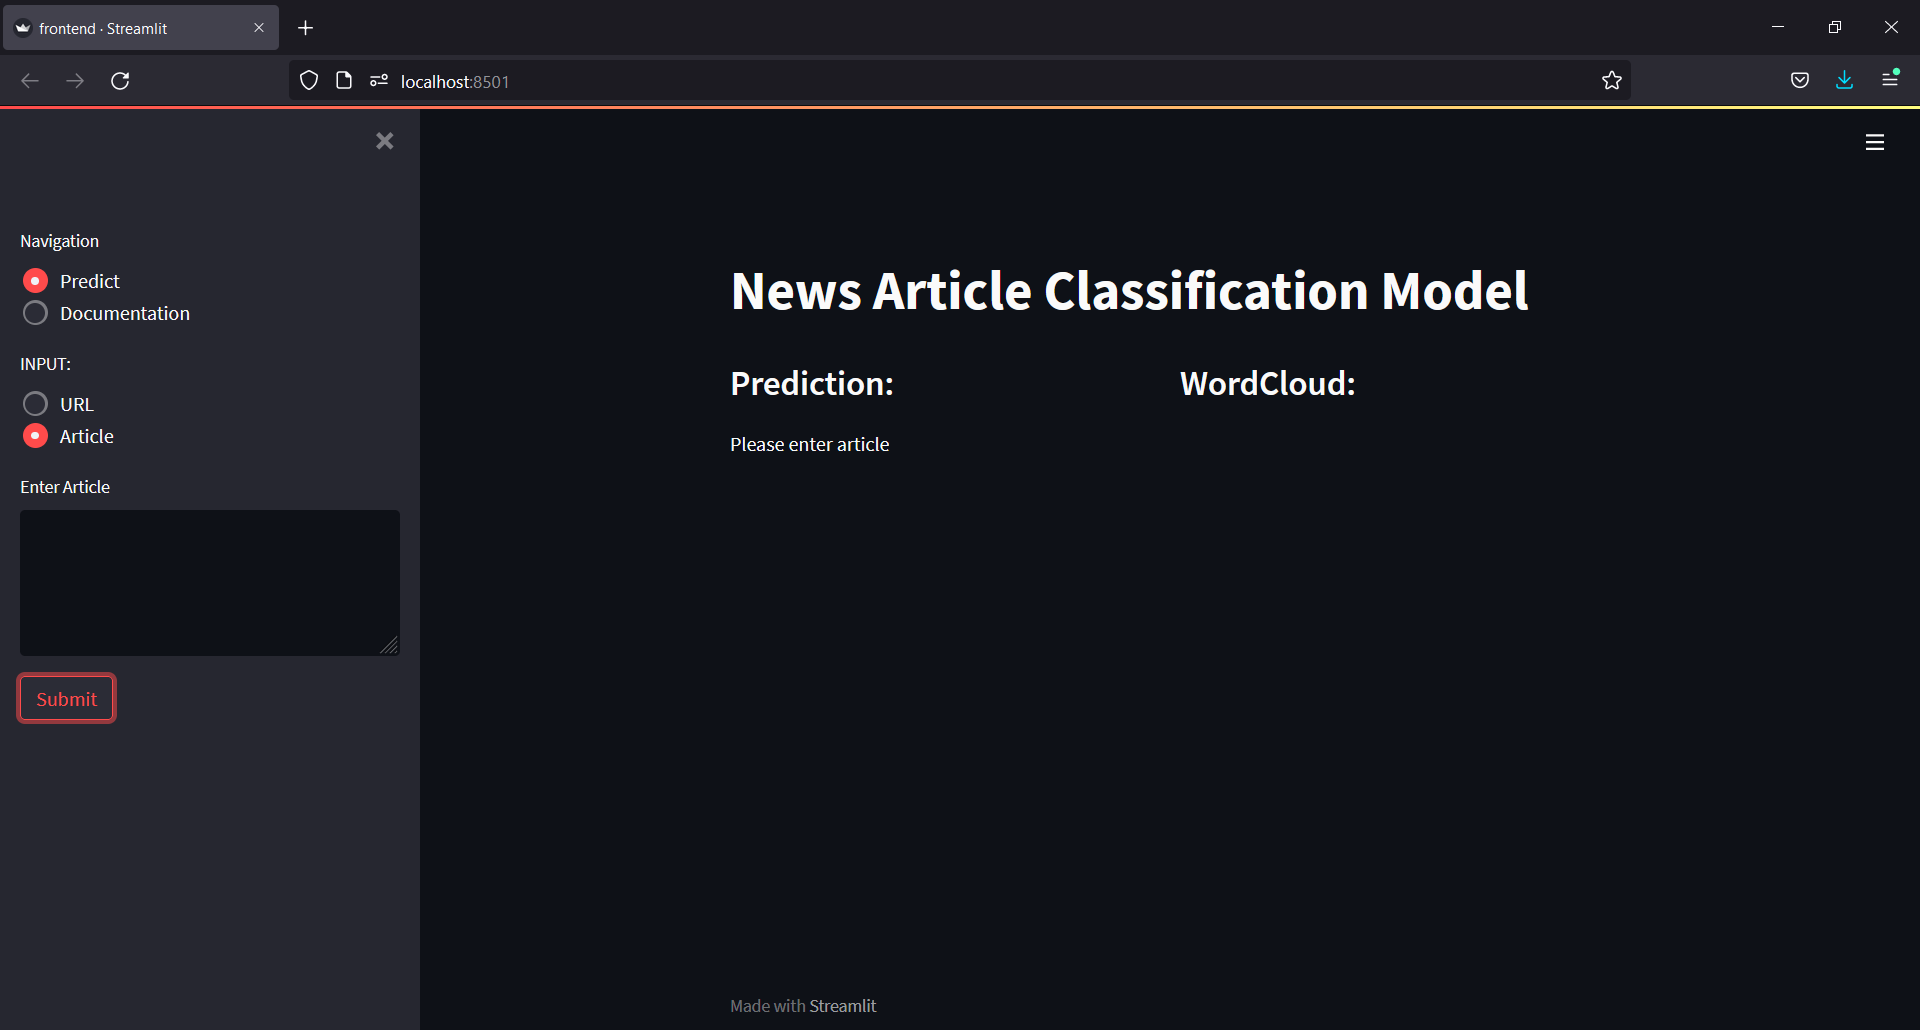 frontend · Streamlit
localhost:8501
Navigation
Predict
Documentation
INPUT:
URL
Article
Enter Article
Submit
News Article Classification Model
Prediction:
WordCloud:
Please enter article
Made with Streamlit